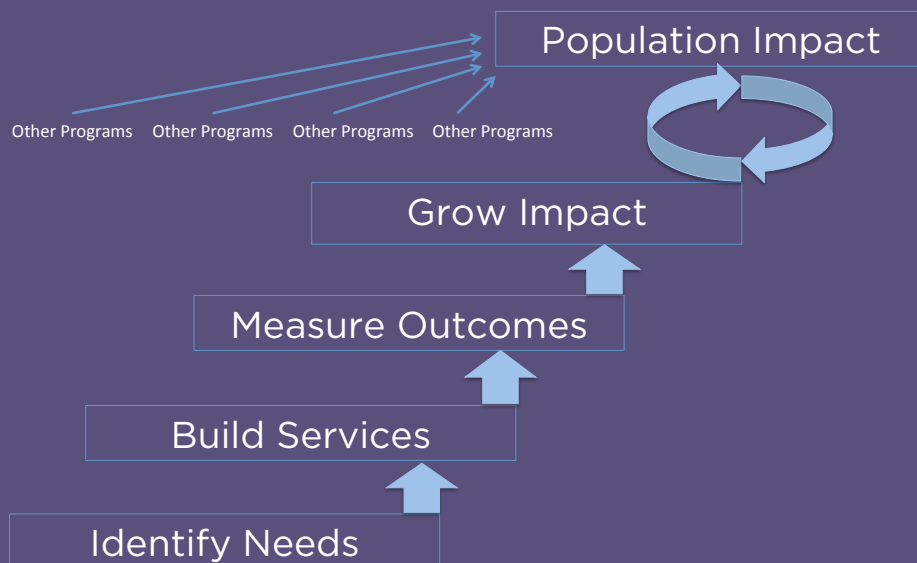 Population Impact
Other Programs Other Programs Other Programs Other Programs
Grow Impact
Measure Outcomes
Build Services
Identify Needs